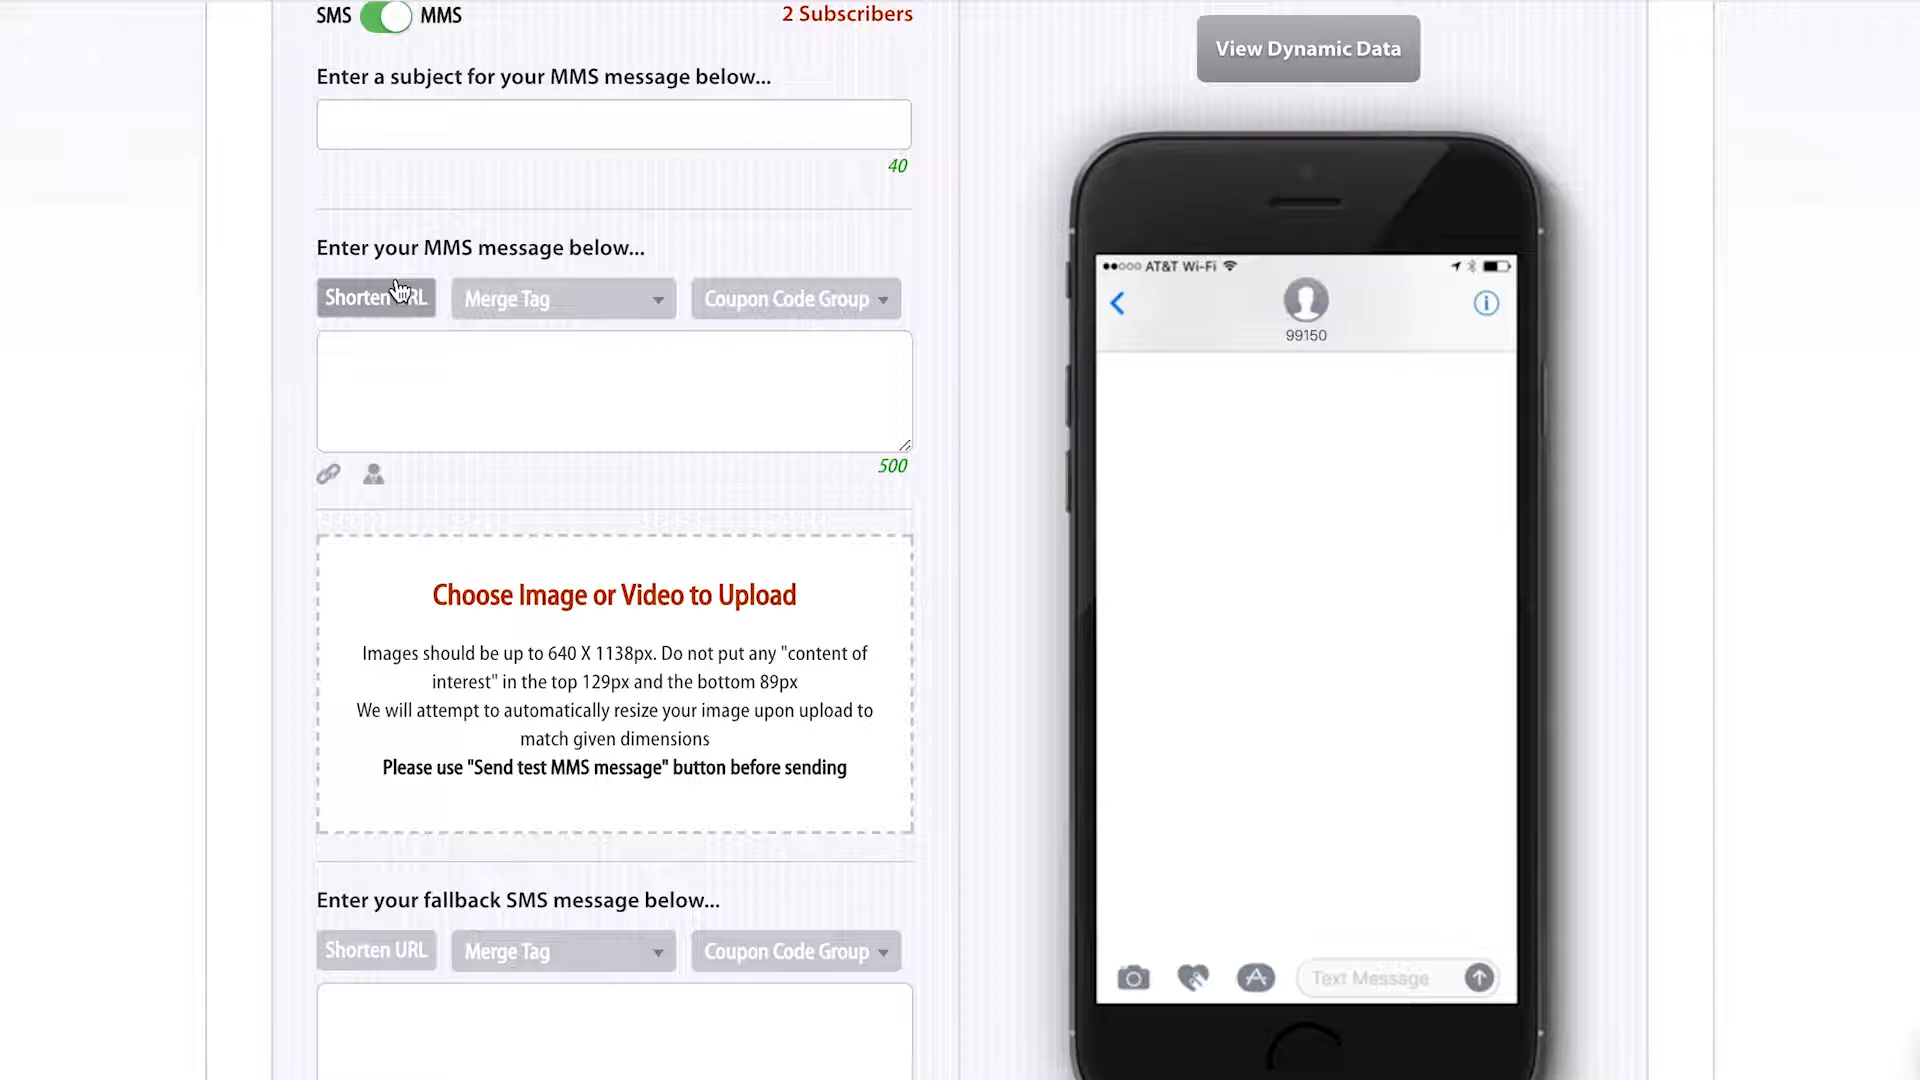 SMS MMS 2 Subscribers
View Dynamic Data
Enter a subject for your MMS message below...
40
Enter your MMS message below...
Shorten URL Merge Tag Coupon Code Group
500
Choose Image or Video to Upload
Images should be up to 640 X 1138px. Do not put any "content of
interest" in the top 129px and the bottom 89px
We will attempt to automatically resize your image upon upload to
match given dimensions
Please use "Send test MMS message" button before sending
Enter your fallback SMS message below...
Shorten URL Merge Tag Coupon Code Group
AT&T Wi-Fi
99150
Text Message